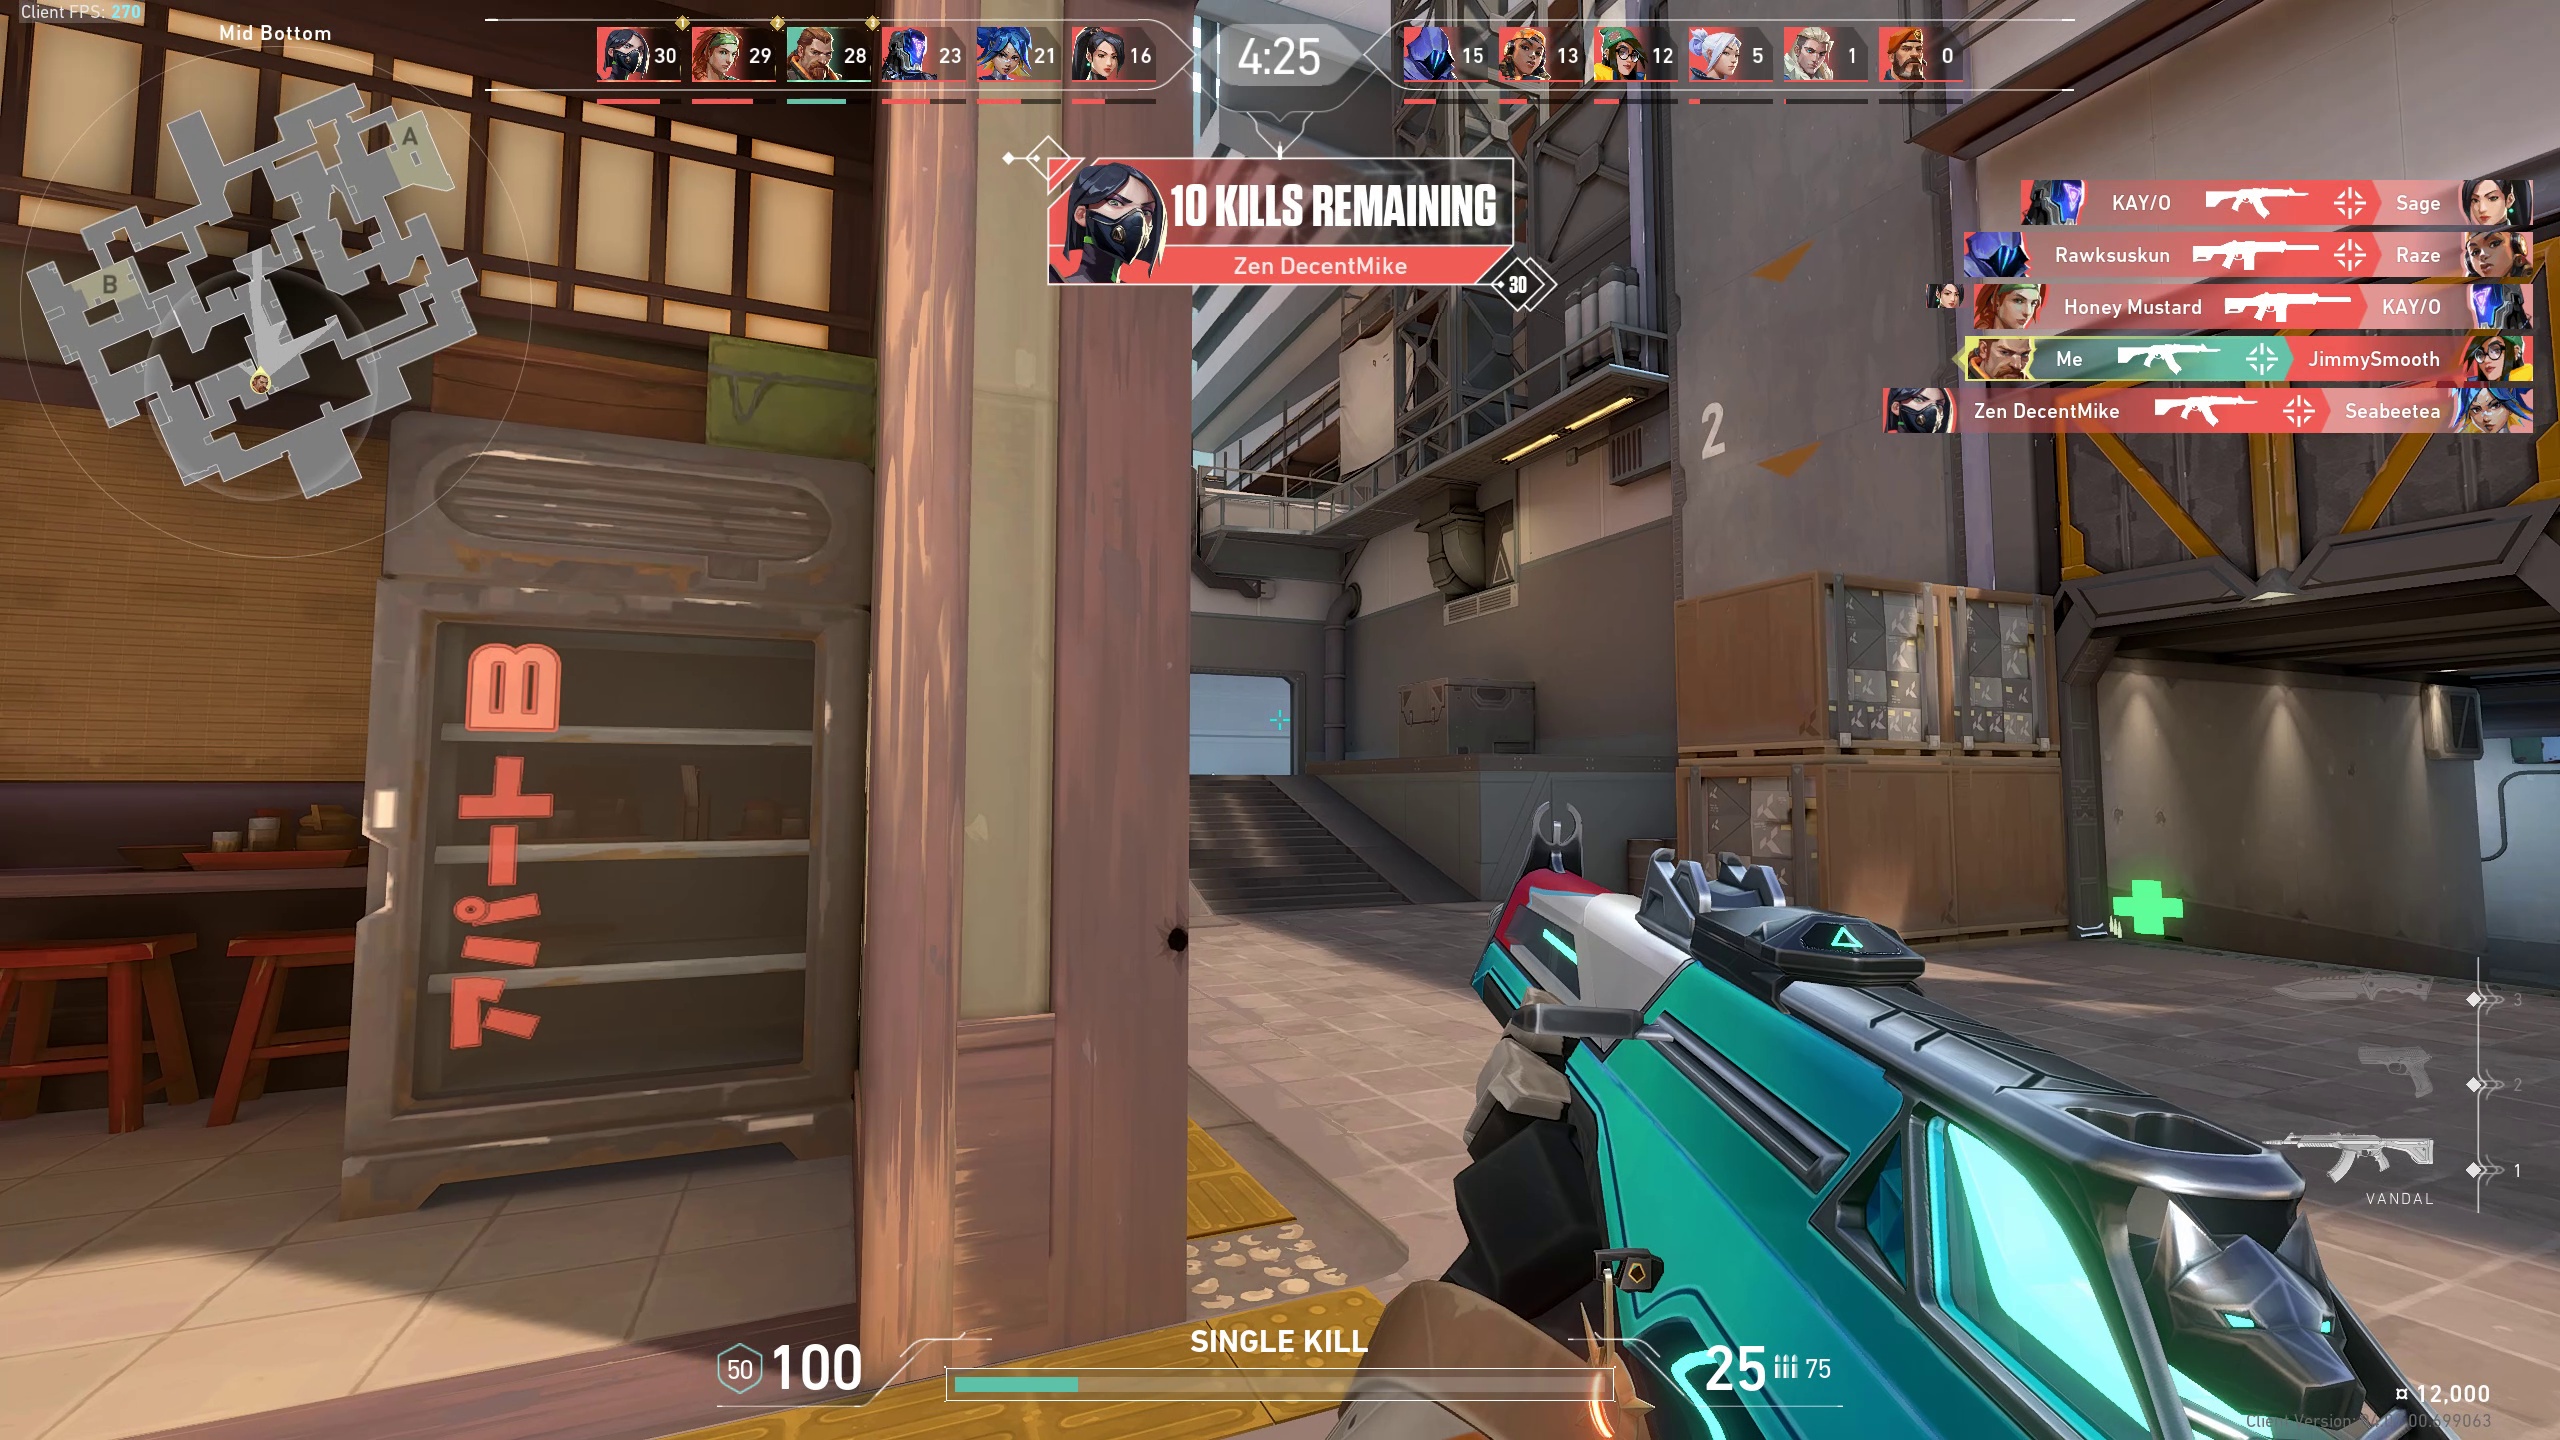 Client FPS: 270
Mid Bottom
30
29
28
23
21
16
4:25
15
13
12
5
1
0
A
B
10 KILLS REMAINING
Zen DecentMike
30
KAY/O Sage
Rawksuskun Raze
Honey Mustard KAY/O
Me JimmySmooth
Zen DecentMike Seabeetea
2
3
2
1
VANDAL
50 100
SINGLE KILL
25 75
¤ 12,000